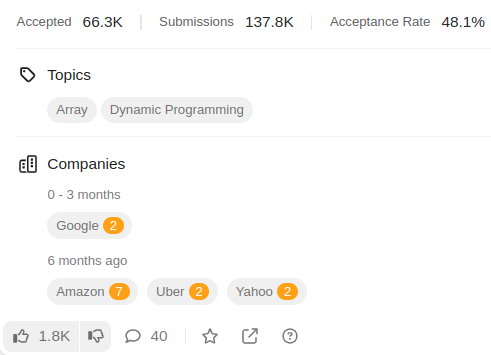 Accepted 66.3K Submissions 137.8K Acceptance Rate 48.1%
Topics
Array Dynamic Programming
Companies
0 - 3 months
Google 2
6 months ago
Amazon 7 Uber 2 Yahoo 2
1.8K 40